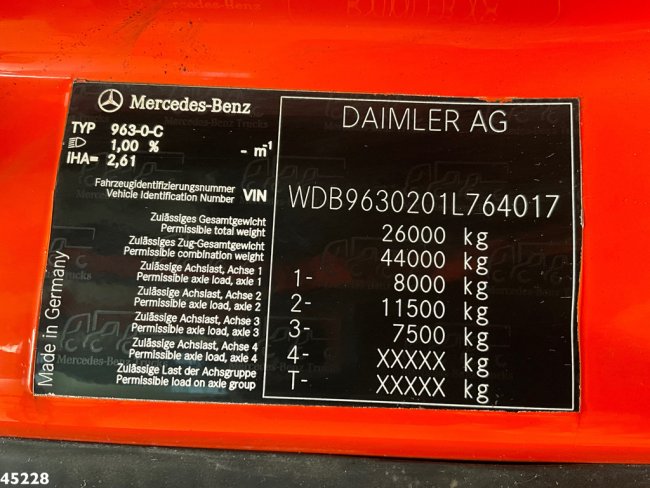 Mercedes-Benz
DAIMLER AG
TYP 963-0-C
1,00 % - m⁻¹
IHA= 2,61
Fahrzeugidentifizierungsnummer
Vehicle Identification Number VIN WDB9630201L764017
Zulässiges Gesamtgewicht
Permissible total weight 26000 kg
Zulässiges Zug-Gesamtgewicht
Permissible combination weight 44000 kg
Zulässige Achslast, Achse 1
Permissible axle load, axle 1 1- 8000 kg
Zulässige Achslast, Achse 2
Permissible axle load, axle 2 2- 11500 kg
Zulässige Achslast, Achse 3
Permissible axle load, axle 3 3- 7500 kg
Zulässige Achslast, Achse 4
Permissible axle load, axle 4 4- XXXXX kg
Zulässige Last der Achsgruppe
Permissible load on axle group T- XXXXX kg
Made in Germany
45228